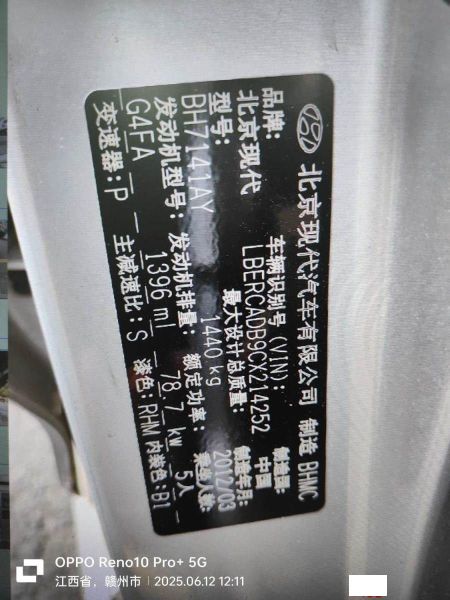 北京现代汽车有限公司 制造 BHMC
品牌: 车辆识别号(VIN): 制造国:
北京现代 LBERCADB9CX214252 中国
型号: 最大设计总质量: 制造年月:
BH7141AY 1440 kg 2012/03
发动机型号: 发动机排量: 额定功率: 乘坐人数:
G4FA 1396 ml 78.7 kw 5人
变速器:P 主减速比:S 漆色:RHM 内装色:B1
OPPO Reno10 Pro+ 5G
江西省, 赣州市 | 2025.06.12 12:11